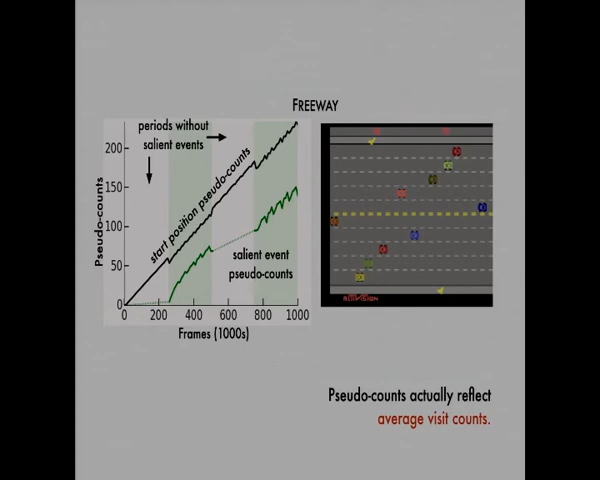 FREEWAY
periods without
salient events
start position pseudo-counts
salient event
pseudo-counts
Pseudo-counts
200
150
100
50
0
0 200 400 600 800 1000
Frames (1000s)
ACTIVISION
Pseudo-counts actually reflect
average visit counts.